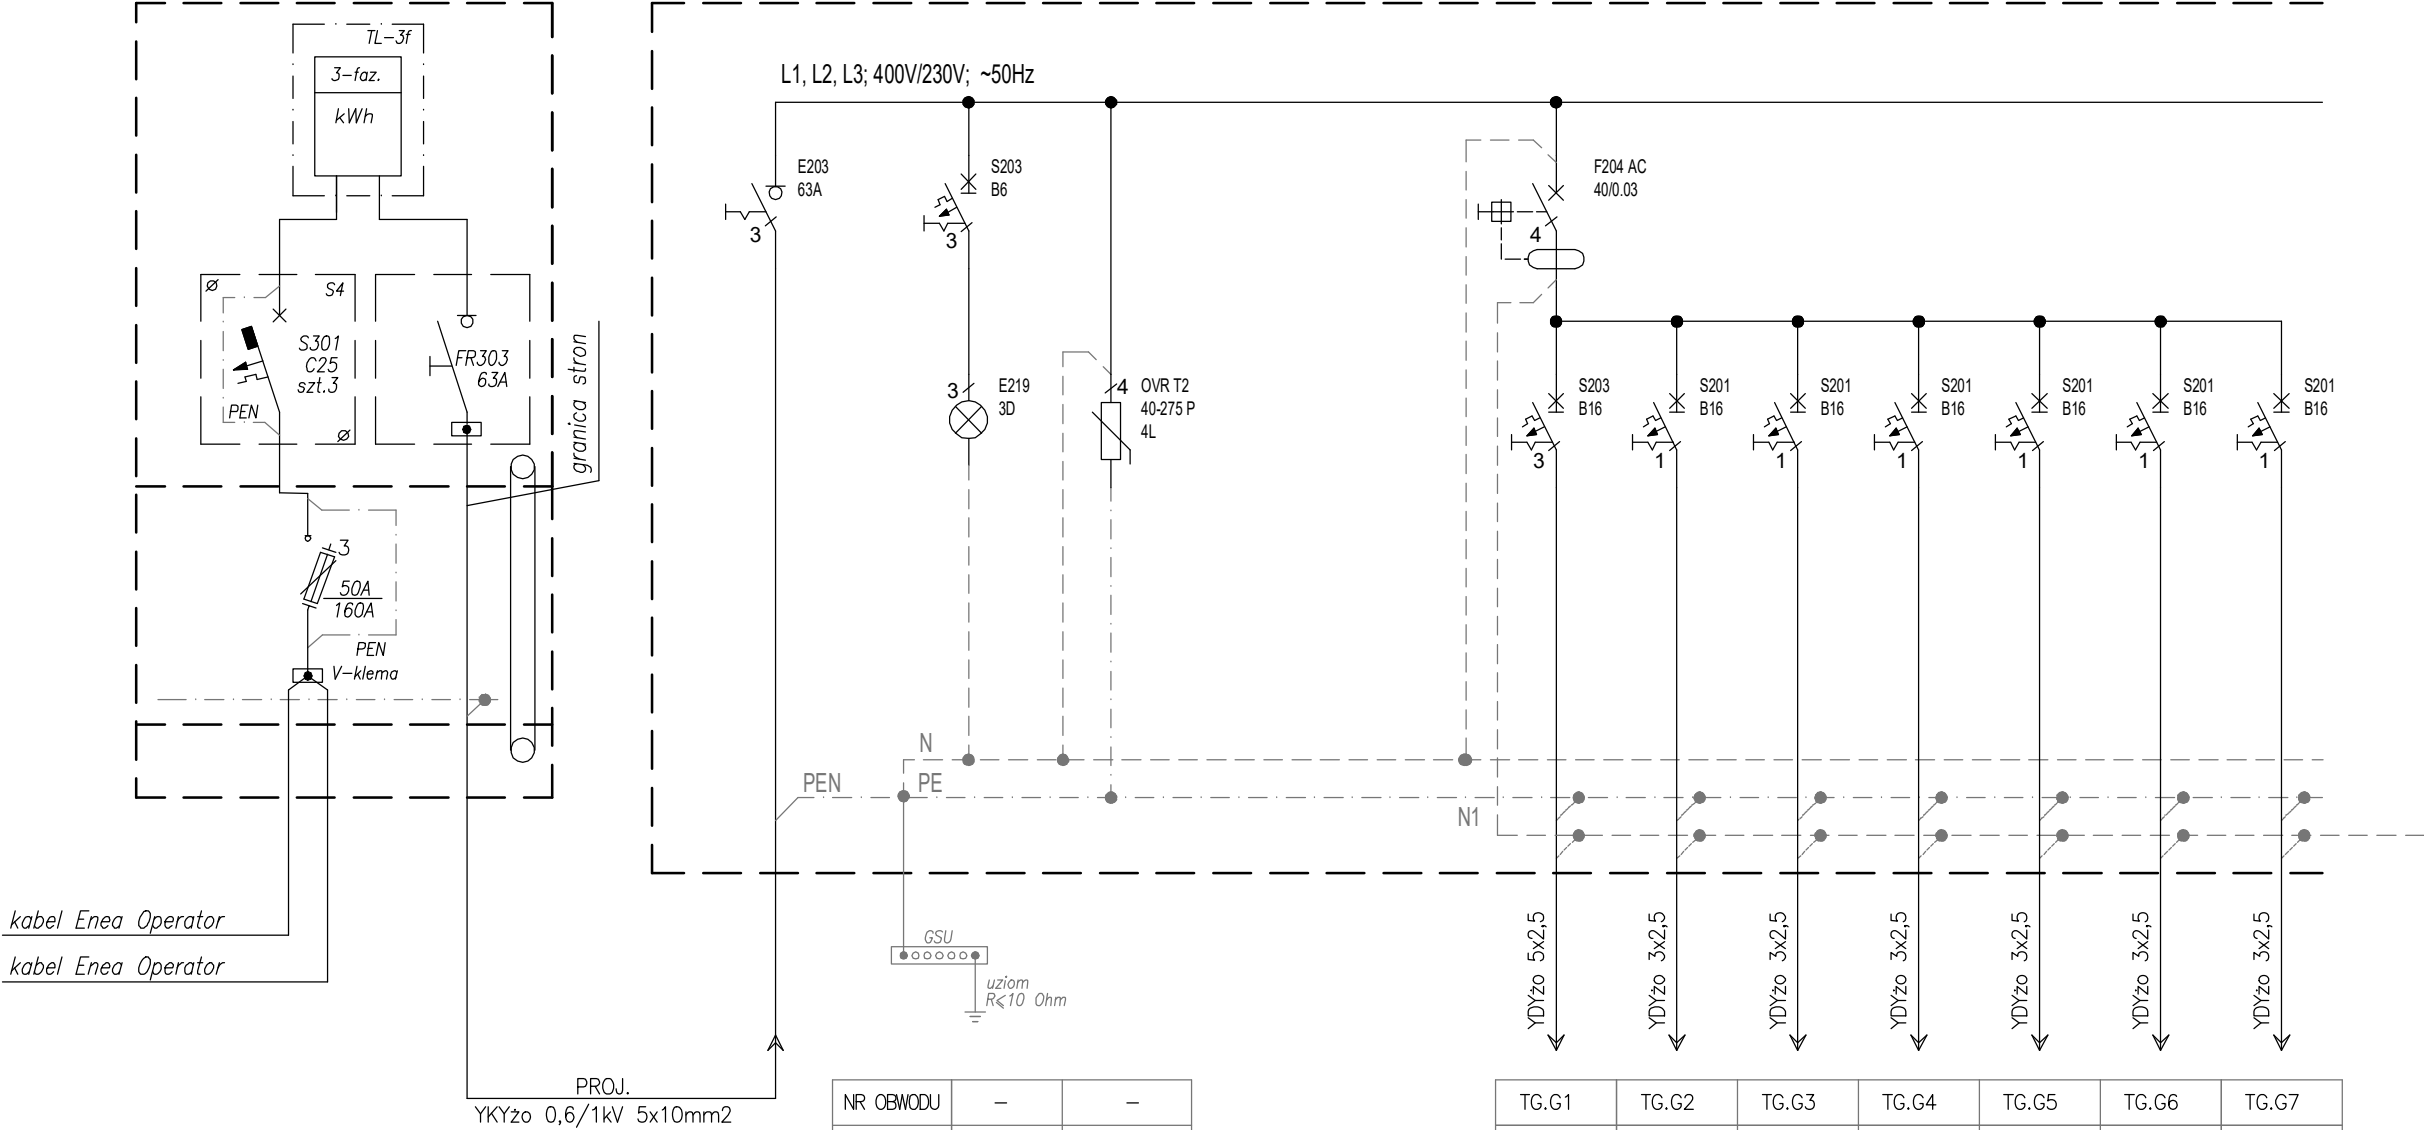 TL-3f
3-faz.
kWh
L1, L2, L3; 400V/230V; ~50Hz
E203
63A
3
S203
B6
3
F204 AC
40/0.03
4
S4
S301
C25
szt.3
PEN
FR303
63A
granica stron
3
E219
3D
4
OVR T2
40-275 P
4L
S203
B16
3
S201
B16
1
S201
B16
1
S201
B16
1
S201
B16
1
S201
B16
1
S201
B16
1
3
50A
160A
PEN
V-klema
N
PEN
PE
N1
kabel Enea Operator
kabel Enea Operator
GSU
uziom
R⩽10 Ohm
YDYżo 5x2,5
YDYżo 3x2,5
YDYżo 3x2,5
YDYżo 3x2,5
YDYżo 3x2,5
YDYżo 3x2,5
YDYżo 3x2,5
PROJ.
YKYżo 0,6/1kV 5x10mm2
NR OBWODU - -
TG.G1 TG.G2 TG.G3 TG.G4 TG.G5 TG.G6 TG.G7